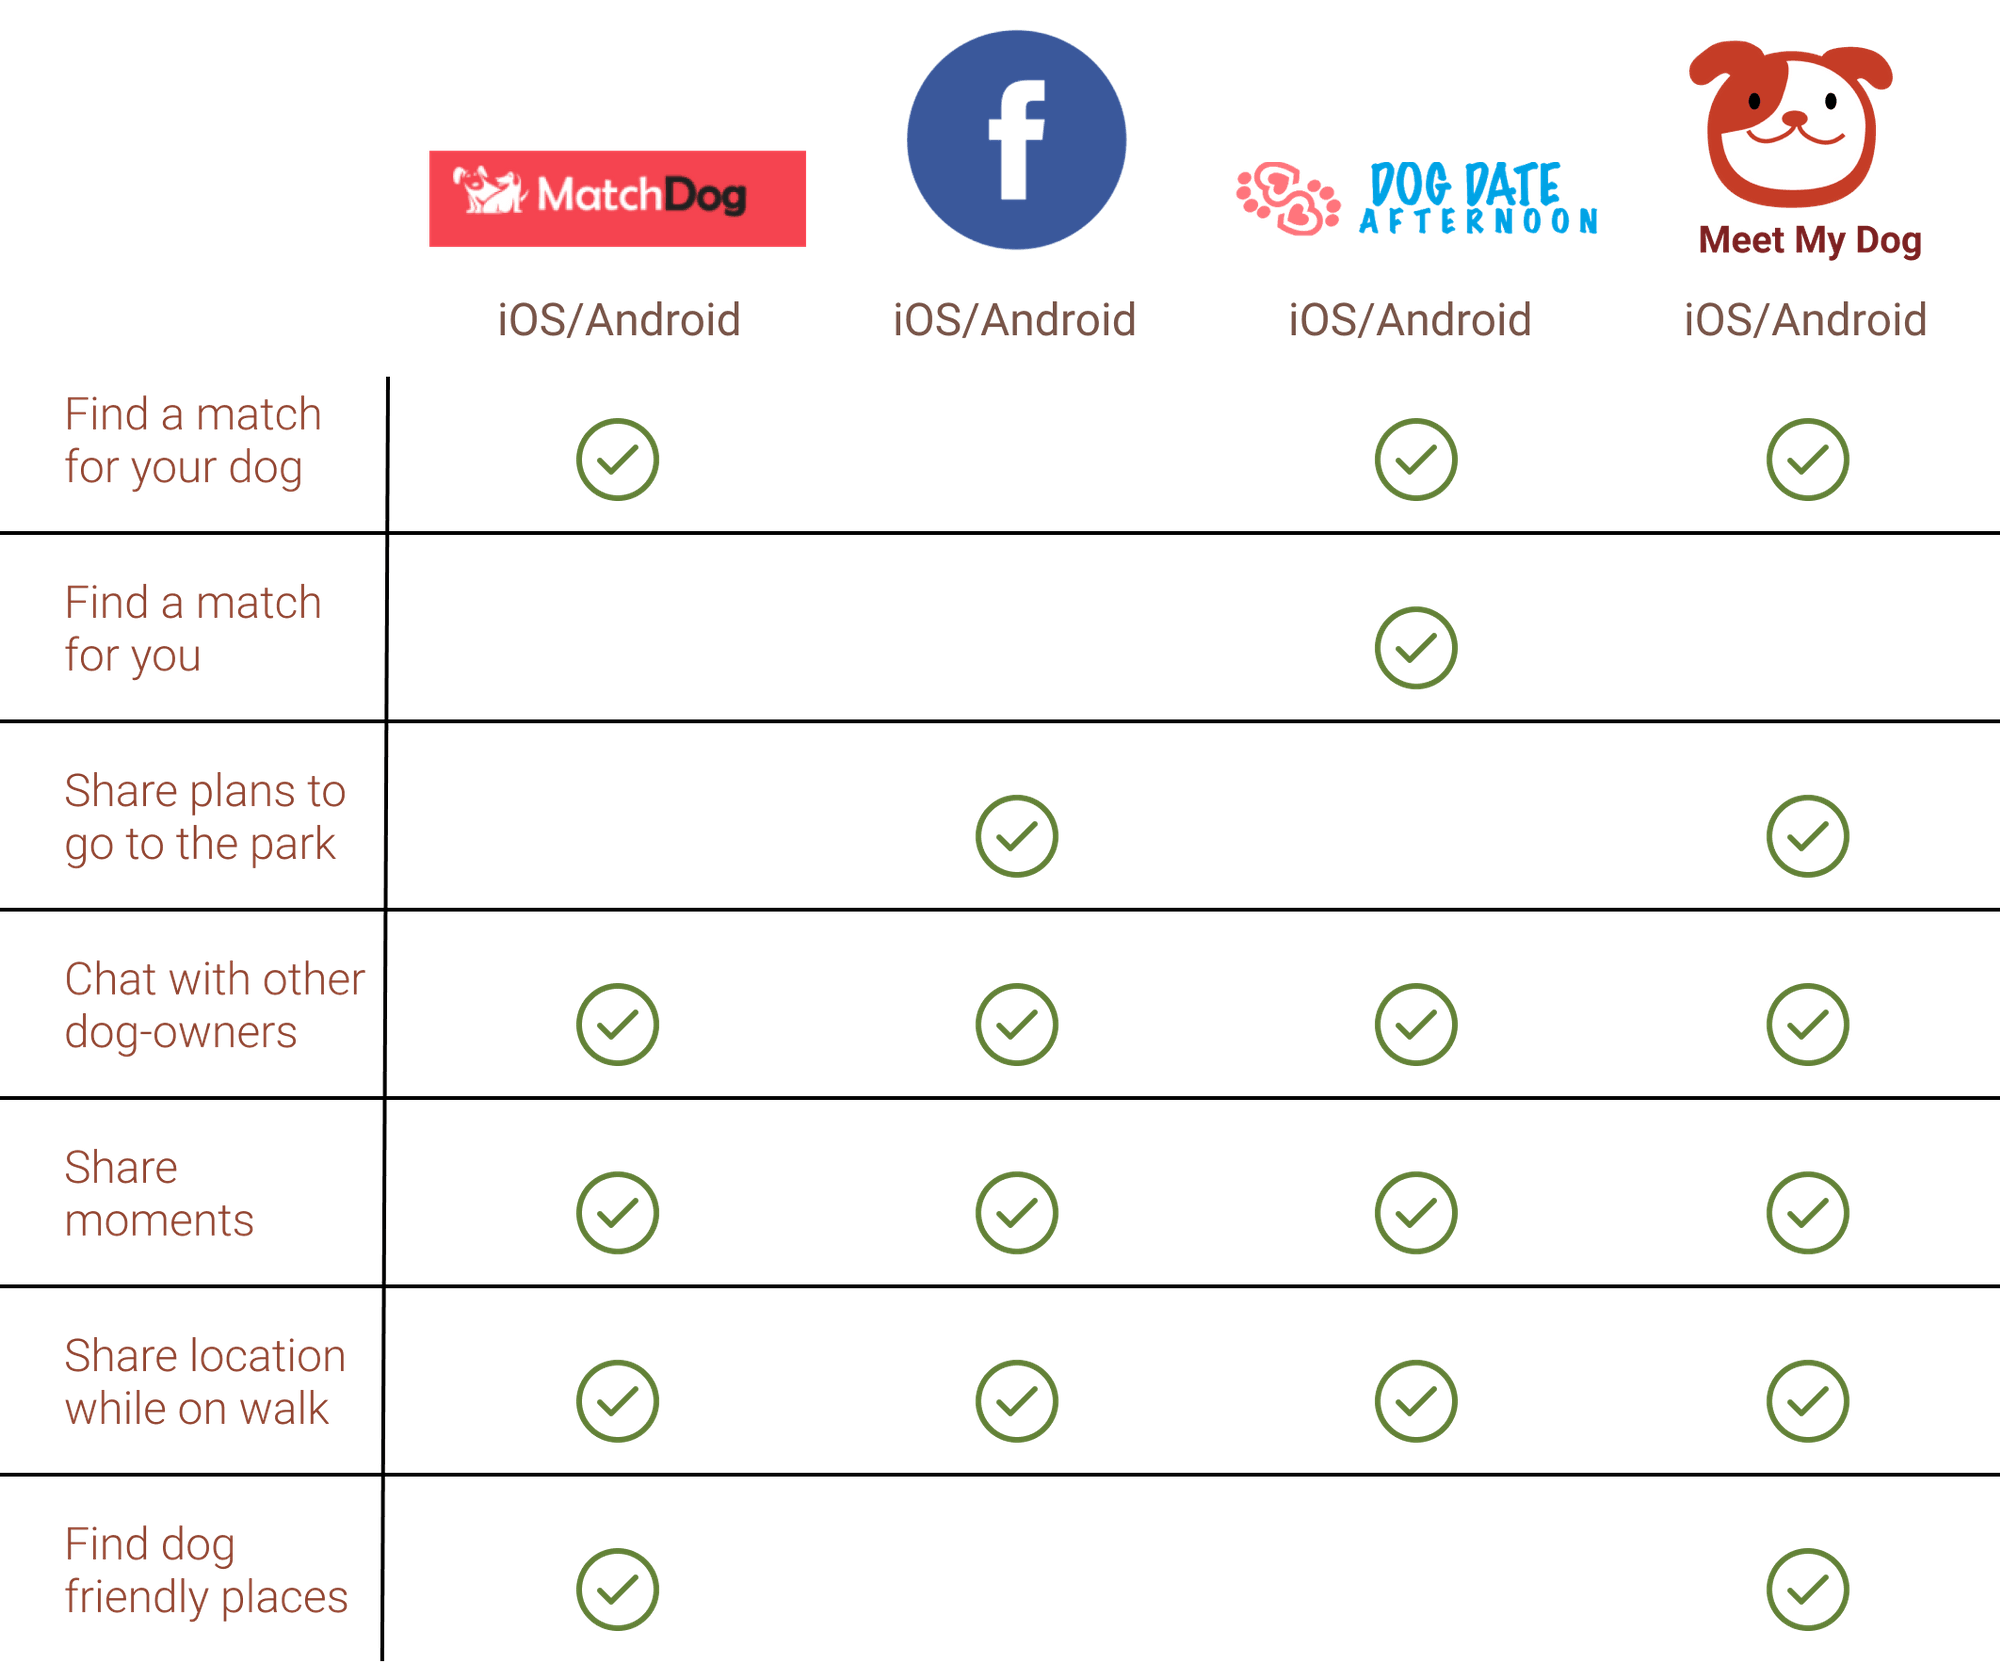 MatchDog
f
DOG DATE
AFTERNOON
Meet My Dog
iOS/Android
iOS/Android
iOS/Android
iOS/Android
Find a match
for your dog
Find a match
for you
Share plans to
go to the park
Chat with other
dog-owners
Share
moments
Share location
while on walk
Find dog
friendly places